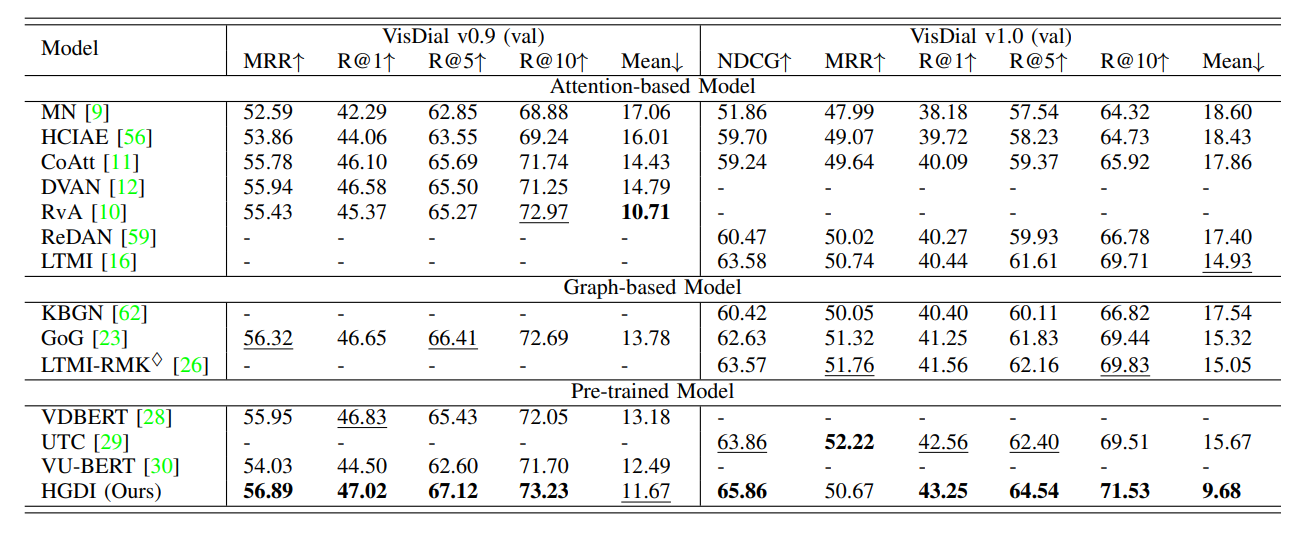 Model VisDial v0.9 (val) VisDial v1.0 (val)
MRR↑ R@1↑ R@5↑ R@10↑ Mean↓ NDCG↑ MRR↑ R@1↑ R@5↑ R@10↑ Mean↓
Attention-based Model
MN [9] 52.59 42.29 62.85 68.88 17.06 51.86 47.99 38.18 57.54 64.32 18.60
HCIAE [56] 53.86 44.06 63.55 69.24 16.01 59.70 49.07 39.72 58.23 64.73 18.43
CoAtt [11] 55.78 46.10 65.69 71.74 14.43 59.24 49.64 40.09 59.37 65.92 17.86
DVAN [12] 55.94 46.58 65.50 71.25 14.79 - - - - - -
RvA [10] 55.43 45.37 65.27 72.97 10.71 - - - - - -
ReDAN [59] - - - - - 60.47 50.02 40.27 59.93 66.78 17.40
LTMI [16] - - - - - 63.58 50.74 40.44 61.61 69.71 14.93
Graph-based Model
KBGN [62] - - - - - 60.42 50.05 40.40 60.11 66.82 17.54
GoG [23] 56.32 46.65 66.41 72.69 13.78 62.63 51.32 41.25 61.83 69.44 15.32
LTMI-RMK♢ [26] - - - - - 63.57 51.76 41.56 62.16 69.83 15.05
Pre-trained Model
VDBERT [28] 55.95 46.83 65.43 72.05 13.18 - - - - - -
UTC [29] - - - - - 63.86 52.22 42.56 62.40 69.51 15.67
VU-BERT [30] 54.03 44.50 62.60 71.70 12.49 - - - - - -
HGDI (Ours) 56.89 47.02 67.12 73.23 11.67 65.86 50.67 43.25 64.54 71.53 9.68